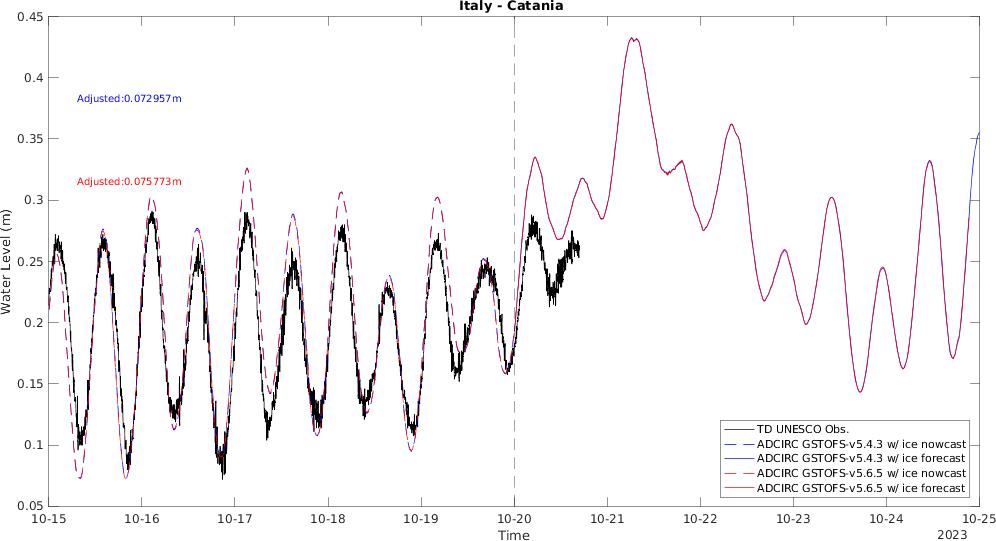 Italy - Catania
0.45
0.4
0.35
0.3
0.25
0.2
0.15
0.1
0.05
Water Level (m)
Adjusted:0.072957m
Adjusted:0.075773m
TD UNESCO Obs.
ADCIRC GSTOFS-v5.4.3 w/ ice nowcast
ADCIRC GSTOFS-v5.4.3 w/ ice forecast
ADCIRC GSTOFS-v5.6.5 w/ ice nowcast
ADCIRC GSTOFS-v5.6.5 w/ ice forecast
10-15 10-16 10-17 10-18 10-19 10-20 10-21 10-22 10-23 10-24 10-25
Time
2023